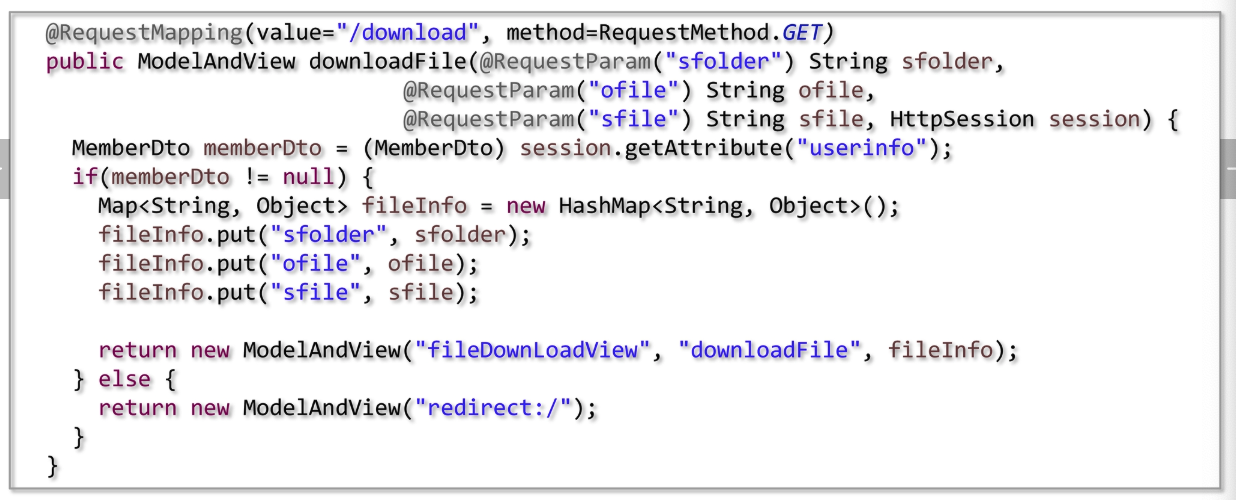 @RequestMapping(value="/download", method=RequestMethod.GET)
public ModelAndView downloadFile(@RequestParam("sfolder") String sfolder,
@RequestParam("ofile") String ofile,
@RequestParam("sfile") String sfile, HttpSession session) {
MemberDto memberDto = (MemberDto) session.getAttribute("userinfo");
if(memberDto != null) {
Map<String, Object> fileInfo = new HashMap<String, Object>();
fileInfo.put("sfolder", sfolder);
fileInfo.put("ofile", ofile);
fileInfo.put("sfile", sfile);
return new ModelAndView("fileDownLoadView", "downloadFile", fileInfo);
} else {
return new ModelAndView("redirect:/");
}
}